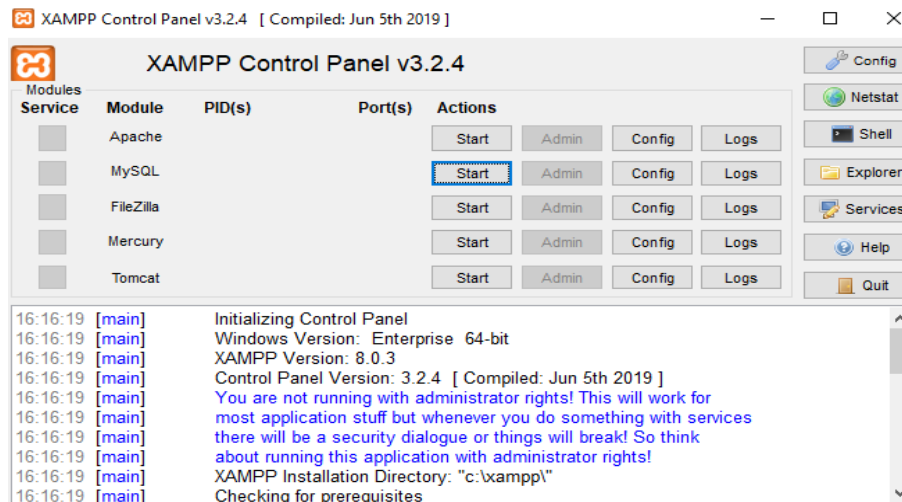 XAMPP Control Panel v3.2.4 [ Compiled: Jun 5th 2019 ]
XAMPP Control Panel v3.2.4
Config
Modules
Service Module PID(s) Port(s) Actions
Netstat
Apache Start Admin Config Logs
Shell
MySQL Start Admin Config Logs
Explorer
FileZilla Start Admin Config Logs
Services
Mercury Start Admin Config Logs
Help
Tomcat Start Admin Config Logs
Quit
16:16:19 [main] Initializing Control Panel
16:16:19 [main] Windows Version: Enterprise 64-bit
16:16:19 [main] XAMPP Version: 8.0.3
16:16:19 [main] Control Panel Version: 3.2.4 [ Compiled: Jun 5th 2019 ]
16:16:19 [main] You are not running with administrator rights! This will work for
16:16:19 [main] most application stuff but whenever you do something with services
16:16:19 [main] there will be a security dialogue or things will break! So think
16:16:19 [main] about running this application with administrator rights!
16:16:19 [main] XAMPP Installation Directory: "c:\xampp\"
16:16:19 [main] Checking for prerequisites